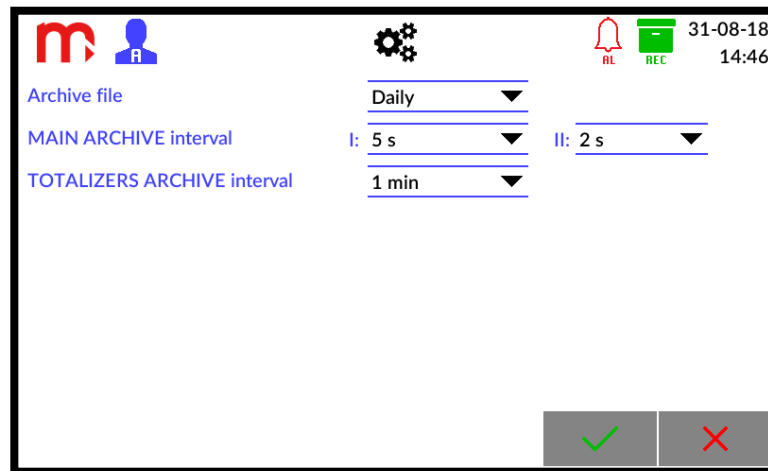 m A AL REC 31-08-18
14:46
Archive file Daily
MAIN ARCHIVE interval I: 5 s II: 2 s
TOTALIZERS ARCHIVE interval 1 min